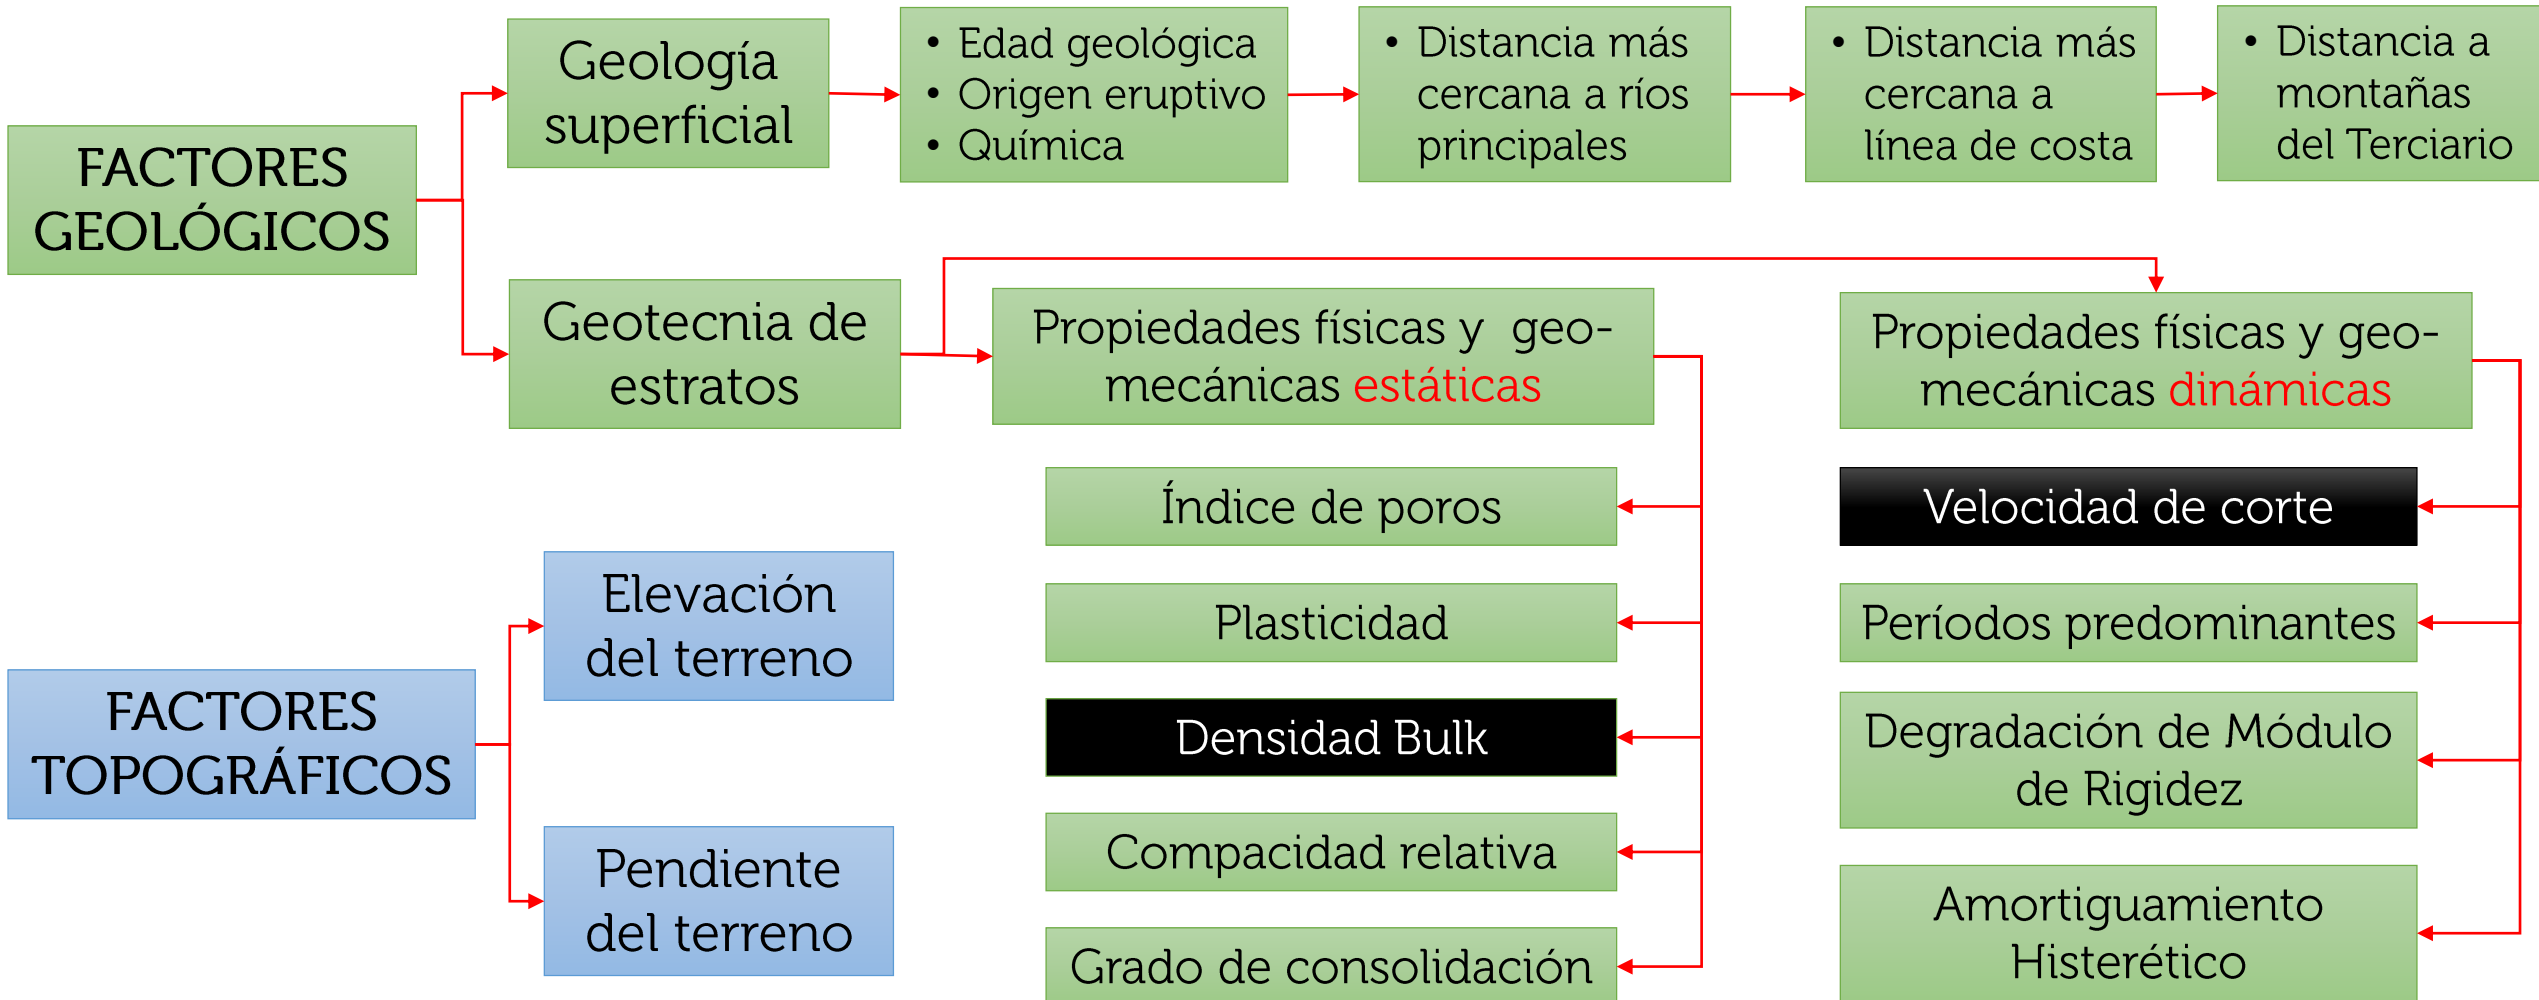 FACTORES
GEOLÓGICOS
Geología
superficial
• Edad geológica
• Origen eruptivo
• Química
• Distancia más
cercana a ríos
principales
• Distancia más
cercana a
línea de costa
• Distancia a
montañas
del Terciario
Geotecnia de
estratos
Propiedades físicas y geo-
mecánicas estáticas
Índice de poros
Plasticidad
Densidad Bulk
Compacidad relativa
Grado de consolidación
Propiedades físicas y geo-
mecánicas dinámicas
Velocidad de corte
Períodos predominantes
Degradación de Módulo
de Rigidez
Amortiguamiento
Histerético
FACTORES
TOPOGRÁFICOS
Elevación
del terreno
Pendiente
del terreno